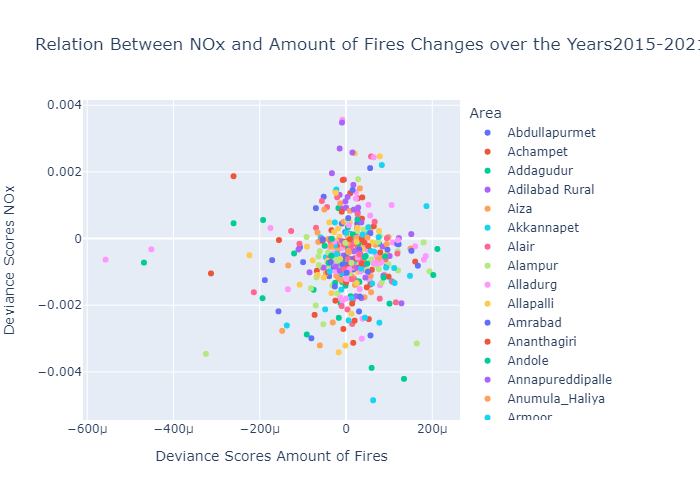 Relation Between NOx and Amount of Fires Changes over the Years2015-2021
0.004
0.002
0
−0.002
−0.004
Deviance Scores NOx
−600μ
−400μ
−200μ
0
200μ
Deviance Scores Amount of Fires
Area
Abdullapurmet
Achampet
Addagudur
Adilabad Rural
Aiza
Akkannapet
Alair
Alampur
Alladurg
Allapalli
Amrabad
Ananthagiri
Andole
Annapureddipalle
Anumula_Haliya
Armoor